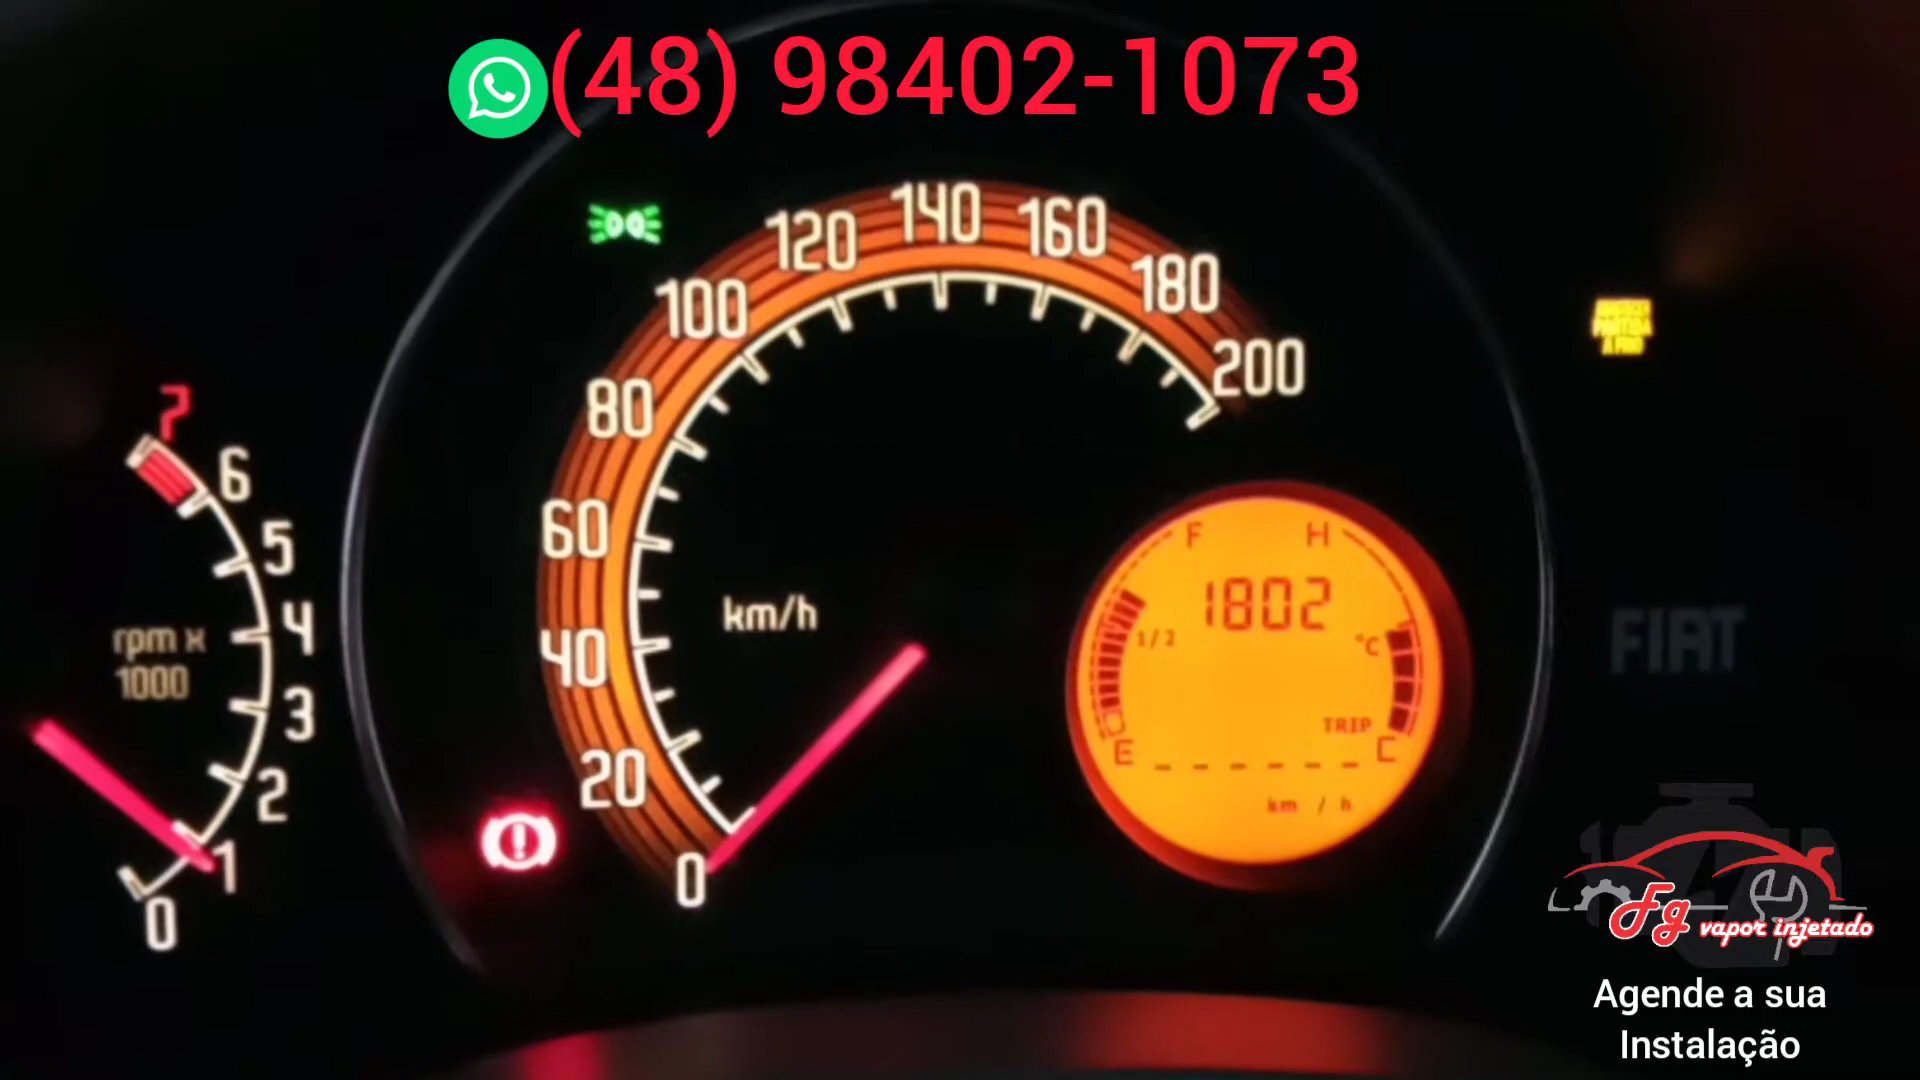 (48) 98402-1073
140
120
160
100
180
200
80
7
6
60
5
F
H
1802
4
km/h
1/2
°C
FIAT
rpm x
1000
40
3
TRIP
E
C
20
2
------
km / h
1
0
0
Fg vapor injetado
Agende a sua
Instalação